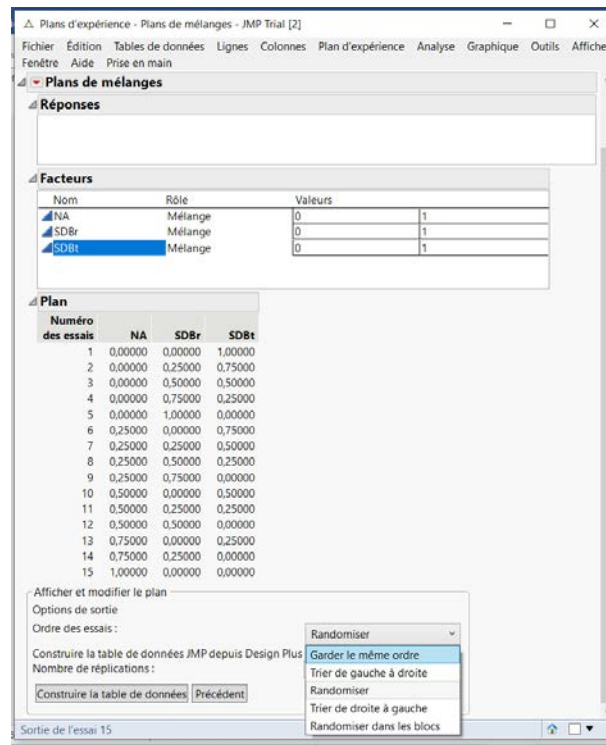 Plans d'expérience - Plans de mélanges - JMP Trial [2]
Fichier Édition Tables de données Lignes Colonnes Plan d'expérience Analyse Graphique Outils Affiche
Fenêtre Aide Prise en main
Plans de mélanges
Réponses
Facteurs
Nom Rôle Valeurs
NA Mélange 0 1
SDBr Mélange 0 1
SDBt Mélange 0 1
Plan
Numéro
des essais NA SDBr SDBt
1 0,00000 0,00000 1,00000
2 0,00000 0,25000 0,75000
3 0,00000 0,50000 0,50000
4 0,00000 0,75000 0,25000
5 0,00000 1,00000 0,00000
6 0,25000 0,00000 0,75000
7 0,25000 0,25000 0,50000
8 0,25000 0,50000 0,25000
9 0,25000 0,75000 0,00000
10 0,50000 0,00000 0,50000
11 0,50000 0,25000 0,25000
12 0,50000 0,50000 0,00000
13 0,75000 0,00000 0,25000
14 0,75000 0,25000 0,00000
15 1,00000 0,00000 0,00000
Afficher et modifier le plan
Options de sortie
Ordre des essais : Randomiser
Construire la table de données JMP depuis Design Plus
Nombre de réplications :
Garder le même ordre
Trier de gauche à droite
Randomiser
Trier de droite à gauche
Randomiser dans les blocs
Construire la table de données Précédent
Sortie de l'essai 15